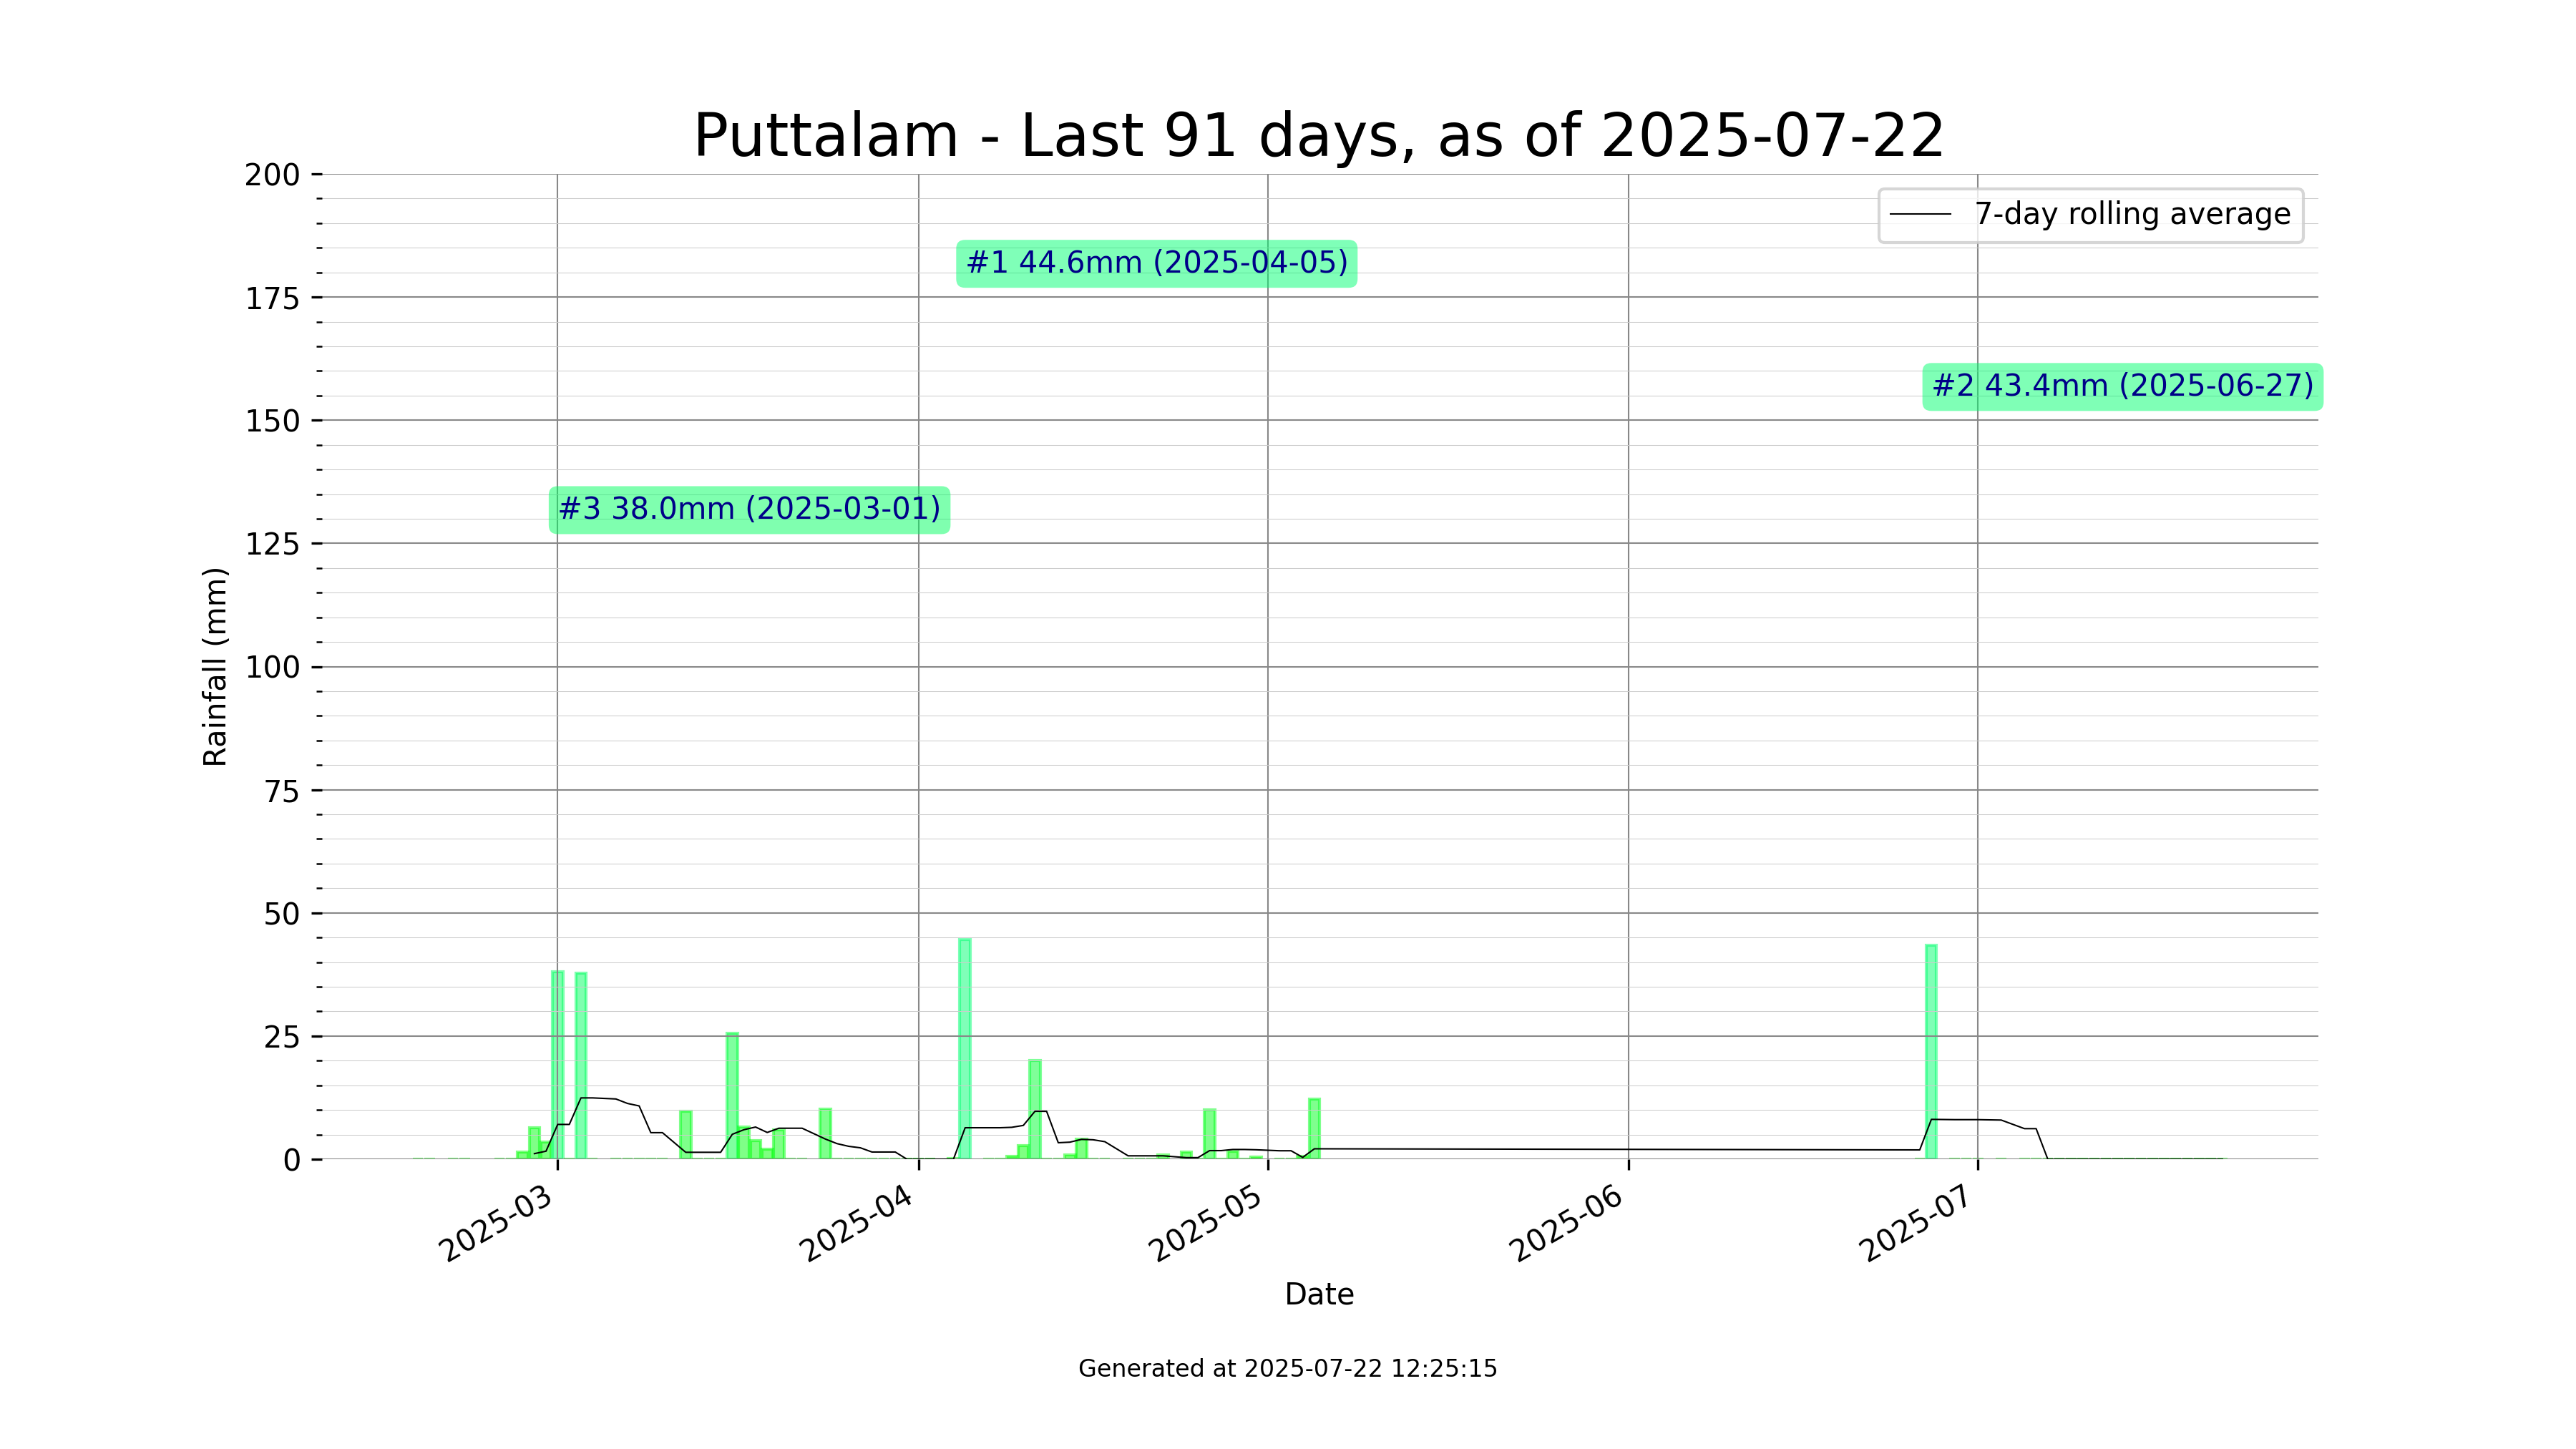 Puttalam - Last 91 days, as of 2025-07-22
200
175
150
125
100
75
50
25
0
Rainfall (mm)
7-day rolling average
#1 44.6mm (2025-04-05)
#2 43.4mm (2025-06-27)
#3 38.0mm (2025-03-01)
2025-03
2025-04
2025-05
2025-06
2025-07
Date
Generated at 2025-07-22 12:25:15